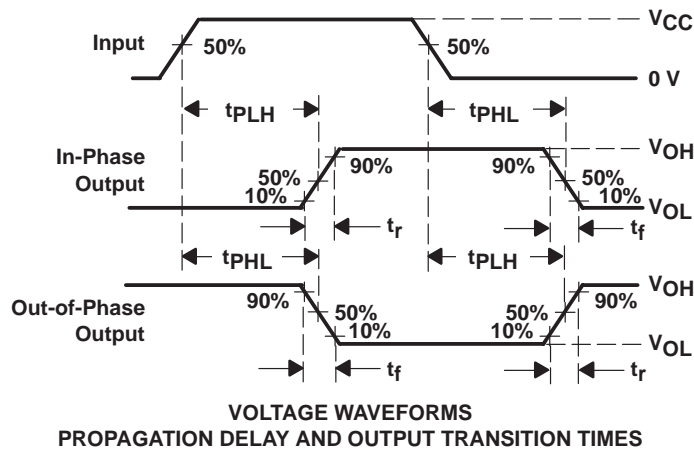 VCC
Input
50%
50%
0 V
tPLH
tPHL
In-Phase
Output
VOH
90%
90%
50%
50%
10%
10%
VOL
tr
tf
tPHL
tPLH
Out-of-Phase
Output
VOH
90%
90%
50%
50%
10%
10%
VOL
tf
tr
VOLTAGE WAVEFORMS
PROPAGATION DELAY AND OUTPUT TRANSITION TIMES